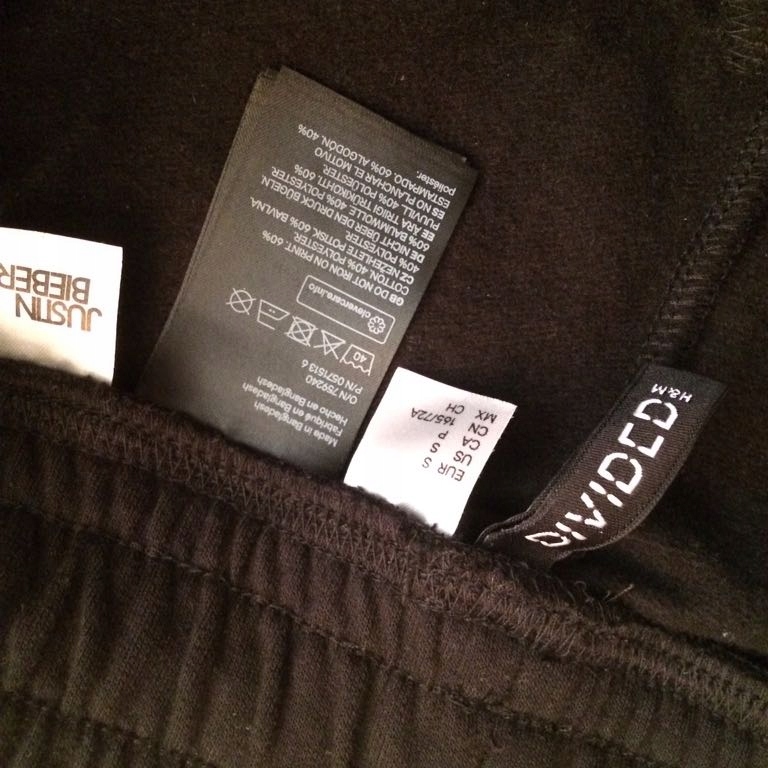 JUSTIN
BIEBER
Made in Bangladesh
Fabriqué en Bangladesh
Hecho en Bangladesh
O/N 759240
P/N 0571513 6
40
clevercare.info
GB DO NOT IRON ON PRINT: 60%
COTTON, 40% POLYESTER
CZ NEZEHLETE POTISK. 60% BAVLNA,
40% POLYESTER
DE NICHT ÜBER DEN DRUCK BÜGELN.
60% BAUMWOLLE 40% POLYESTER.
EE ÄRA TRIIGI TRÜKIKOHTI, 60%
PUUVILL 40% POLÜESTER.
ES NO PLANCHAR EL MOTIVO
ESTAMPADO. 60% ALGODÓN, 40%
poliéster.
EUR S
US S
CA P
CN 165/72A
MX CH
DIVIDED
H&M